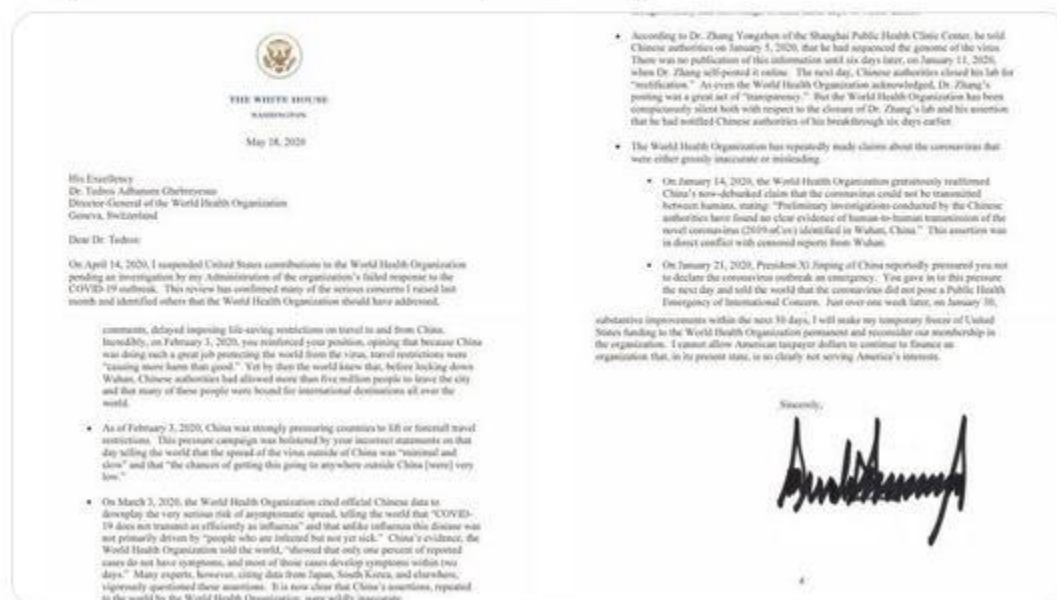 THE WHITE HOUSE
WASHINGTON
May 18, 2020
His Excellency
Dr. Tedros Adhanom Ghebreyesus
Director-General of the World Health Organization
Geneva, Switzerland
Dear Dr. Tedros:
On April 14, 2020, I suspended United States contributions to the World Health Organization
pending an investigation by my Administration of the organization's failed response to the
COVID-19 outbreak. This review has confirmed many of the serious concerns I raised last
month and identified others that the World Health Organization should have addressed,
comments, delayed imposing life-saving restrictions on travel to and from China.
Incredibly, on February 3, 2020, you reinforced your position, opining that because China
was doing such a great job protecting the world from the virus, travel restrictions were
"causing more harm than good." Yet by then the world knew that, before locking down
Wuhan, Chinese authorities had allowed more than five million people to leave the city
and that many of these people were bound for international destinations all over the
world.
• As of February 3, 2020, China was strongly pressuring countries to lift or forestall travel
restrictions. This pressure campaign was bolstered by your incorrect statements on that
day telling the world that the spread of the virus outside of China was "minimal and
slow" and that "the chances of getting this going to anywhere outside China [were] very
low."
• On March 3, 2020, the World Health Organization cited official Chinese data to
downplay the very serious risk of asymptomatic spread, telling the world that "COVID-
19 does not transmit as efficiently as influenza" and that unlike influenza this disease was
not primarily driven by "people who are infected but not yet sick." China's evidence, the
World Health Organization told the world, "showed that only one percent of reported
cases do not have symptoms, and most of those cases develop symptoms within two
days." Many experts, however, citing data from Japan, South Korea, and elsewhere,
vigorously questioned these assertions. It is now clear that China's assertions, repeated
to the world by the World Health Organization, were wildly inaccurate.
• According to Dr. Zhang Yongzhen of the Shanghai Public Health Clinic Center, he told
Chinese authorities on January 5, 2020, that he had sequenced the genome of the virus.
There was no publication of this information until six days later, on January 11, 2020,
when Dr. Zhang self-posted it online. The next day, Chinese authorities closed his lab for
"rectification." As even the World Health Organization acknowledged, Dr. Zhang's
posting was a great act of "transparency." But the World Health Organization has been
conspicuously silent both with respect to the closure of Dr. Zhang's lab and his assertion
that he had notified Chinese authorities of his breakthrough six days earlier.
• The World Health Organization has repeatedly made claims about the coronavirus that
were either grossly inaccurate or misleading.
• On January 14, 2020, the World Health Organization gratuitously reaffirmed
China's now-debunked claim that the coronavirus could not be transmitted
between humans, stating: "Preliminary investigations conducted by the Chinese
authorities have found no clear evidence of human-to-human transmission of the
novel coronavirus (2019-nCov) identified in Wuhan, China." This assertion was
in direct conflict with censored reports from Wuhan.
• On January 21, 2020, President Xi Jinping of China reportedly pressured you not
to declare the coronavirus outbreak an emergency. You gave in to this pressure
the next day and told the world that the coronavirus did not pose a Public Health
Emergency of International Concern. Just over one week later, on January 30,
substantive improvements within the next 30 days, I will make my temporary freeze of United
States funding to the World Health Organization permanent and reconsider our membership in
the organization. I cannot allow American taxpayer dollars to continue to finance an
organization that, in its present state, is so clearly not serving America's interests.
Sincerely,
4